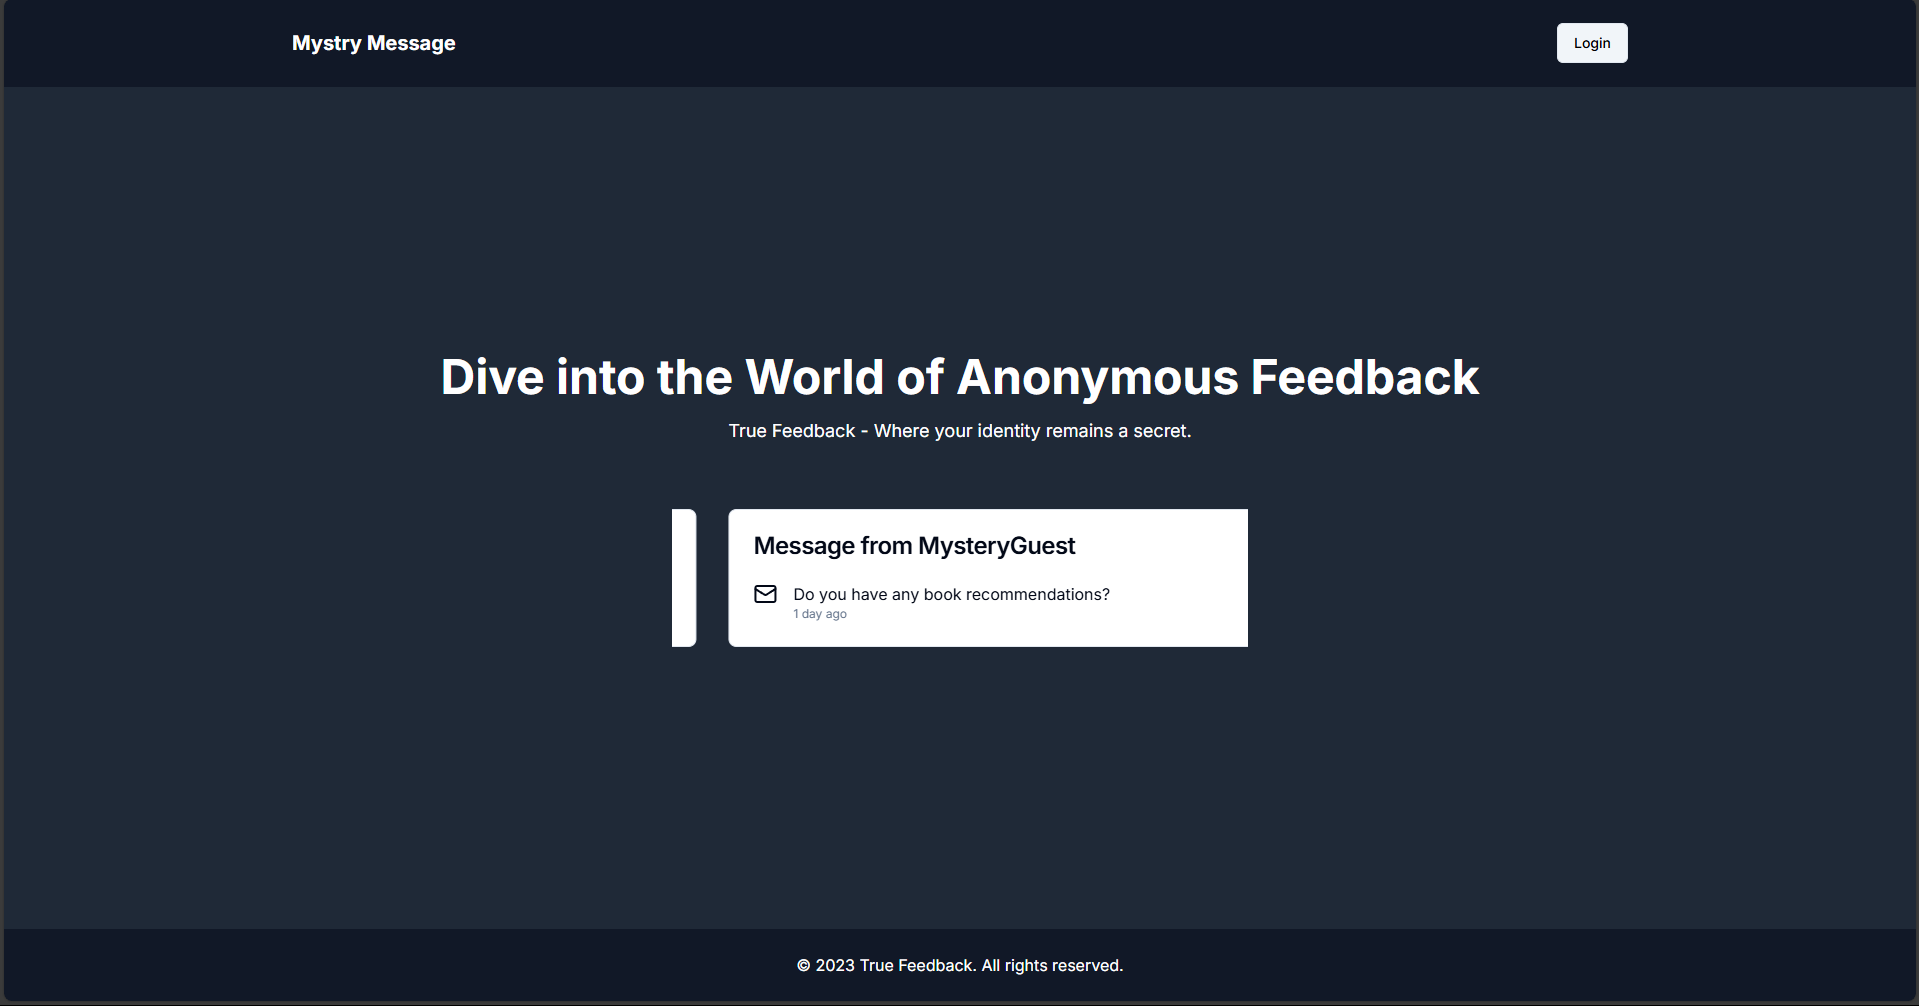 Mystry Message
Login
Dive into the World of Anonymous Feedback
True Feedback - Where your identity remains a secret.
Message from MysteryGuest
Do you have any book recommendations?
1 day ago
© 2023 True Feedback. All rights reserved.